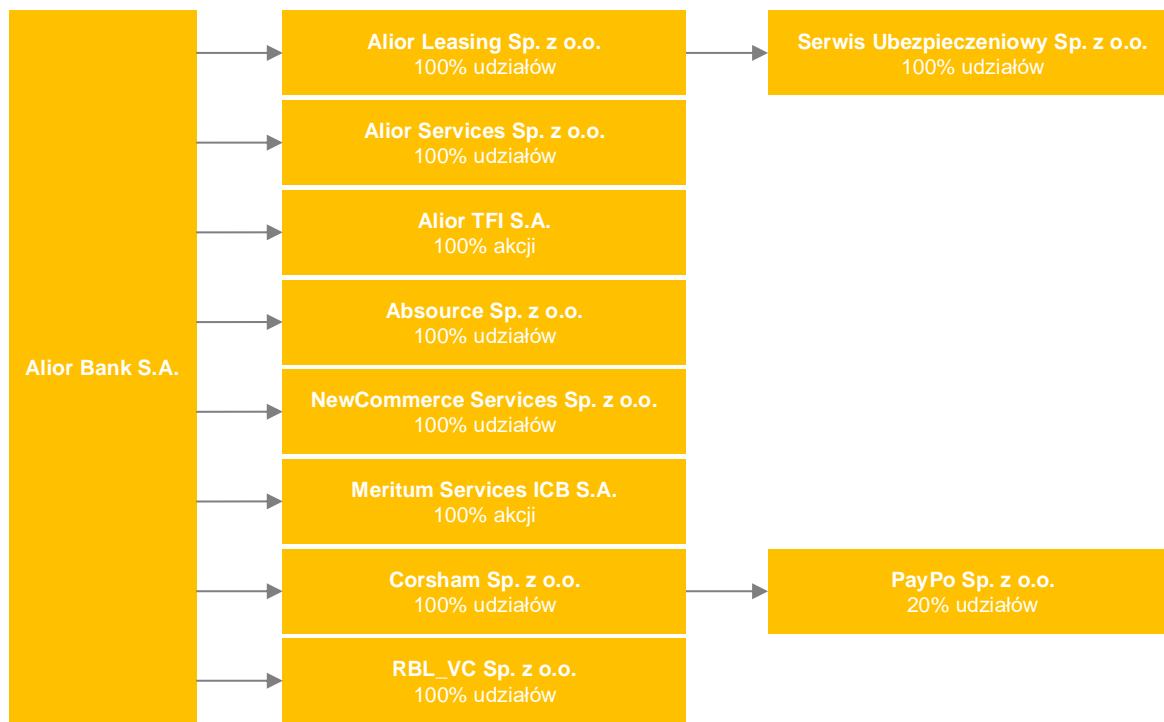 Alior Bank S.A.
Alior Leasing Sp. z o.o.
100% udziałów
Serwis Ubezpieczeniowy Sp. z o.o.
100% udziałów
Alior Services Sp. z o.o.
100% udziałów
Alior TFI S.A.
100% akcji
Absource Sp. z o.o.
100% udziałów
NewCommerce Services Sp. z o.o.
100% udziałów
Meritum Services ICB S.A.
100% akcji
Corsham Sp. z o.o.
100% udziałów
PayPo Sp. z o.o.
20% udziałów
RBL_VC Sp. z o.o.
100% udziałów